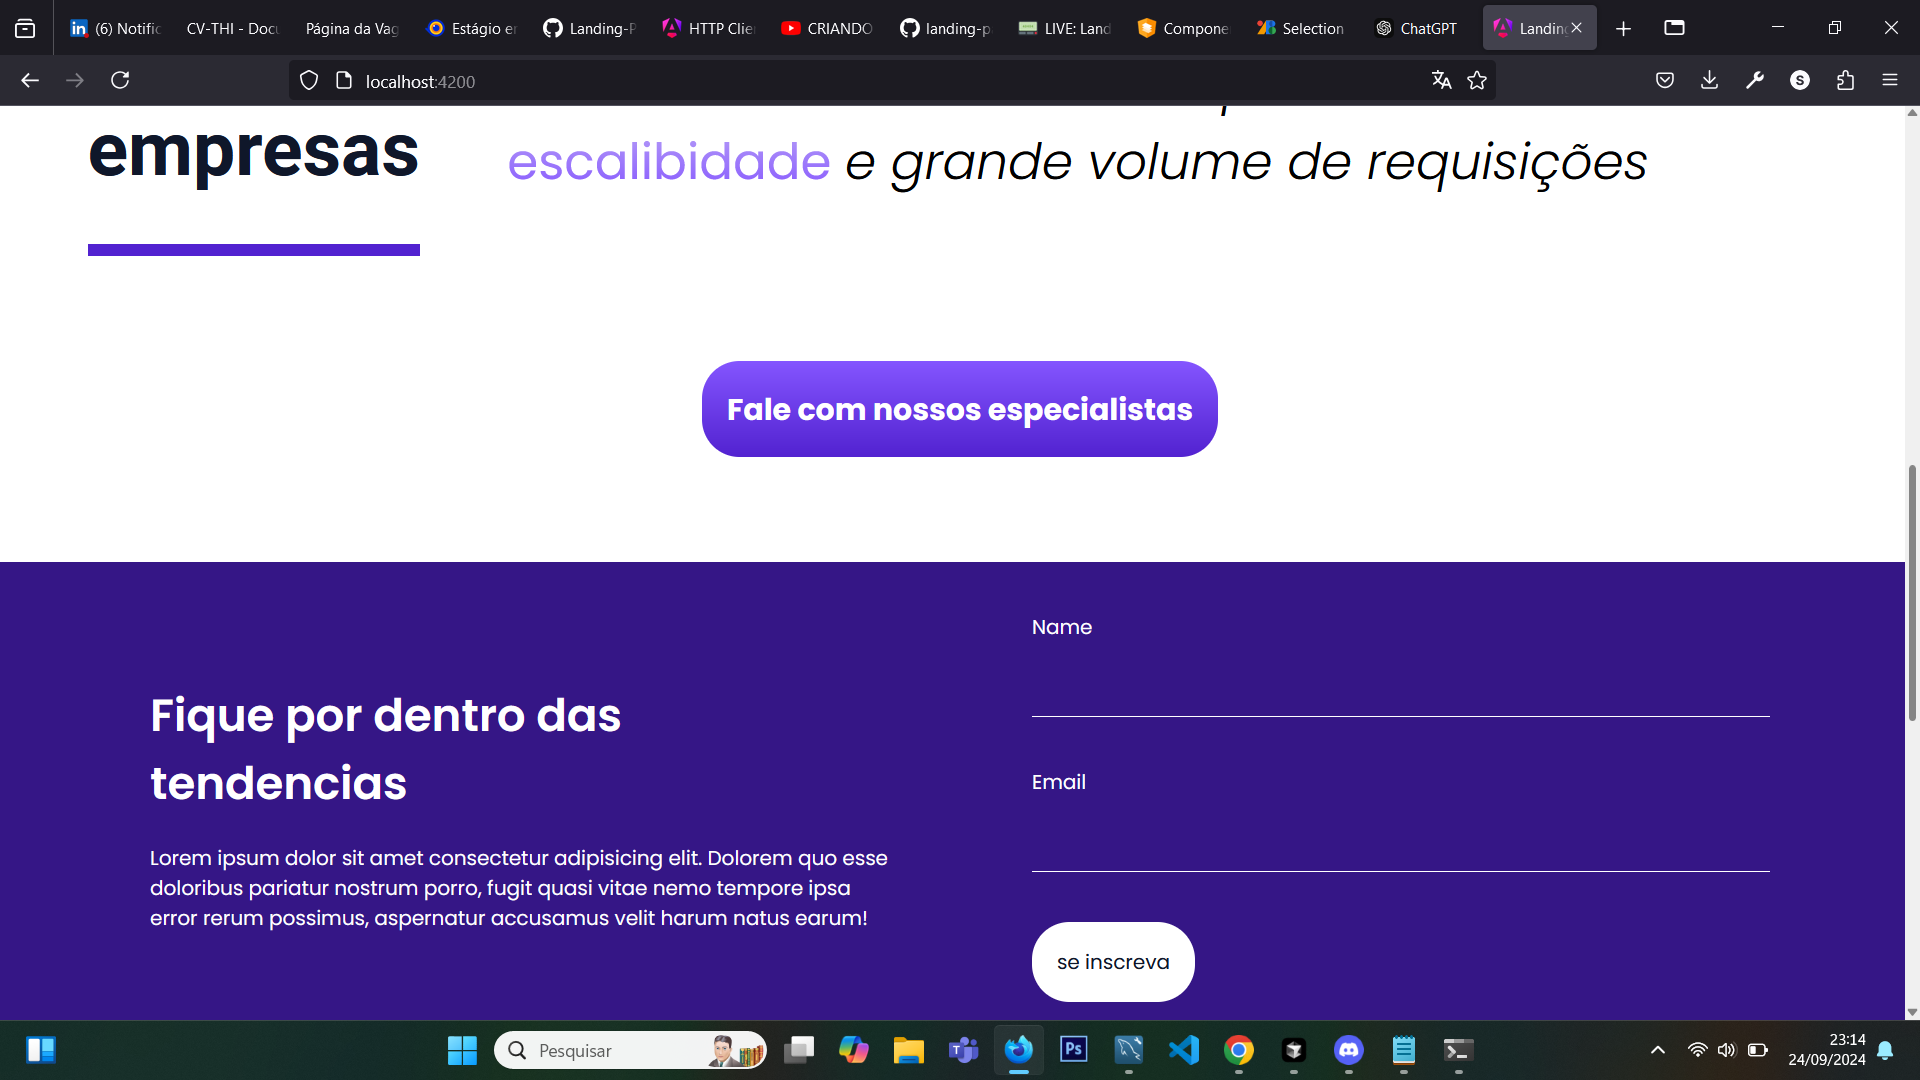 (6) Notific
CV-THI - Docu
Página da Vag
Estágio er
Landing-P
HTTP Clie
CRIANDO
landing-p
LIVE: Land
Compone
Selection
ChatGPT
Landing
localhost:4200
S
empresas
escalibidade e grande volume de requisições
Fale com nossos especialistas
Name
Fique por dentro das
tendencias
Email
Lorem ipsum dolor sit amet consectetur adipisicing elit. Dolorem quo esse
doloribus pariatur nostrum porro, fugit quasi vitae nemo tempore ipsa
error rerum possimus, aspernatur accusamus velit harum natus earum!
se inscreva
Pesquisar
Ps
23:14
24/09/2024